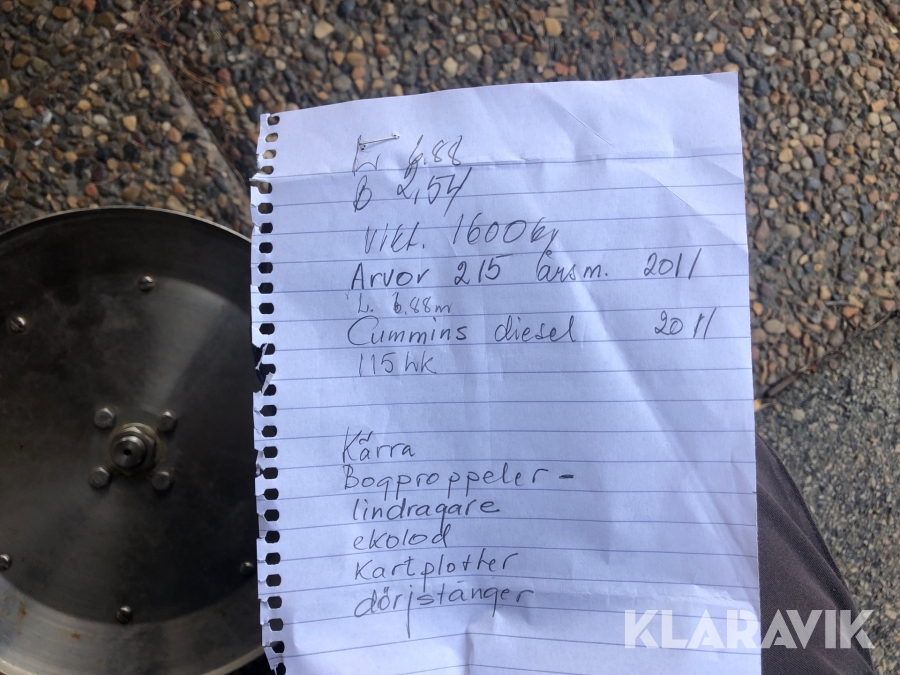 L 6.88
B 2,54
Vikt. 1600kg
Arvor 215 årsm. 2011
L. 6,88m
Cummins diesel 2011
115 hk
Kärra
Bogproppeler -
lindragare
ekolod
Kartplotter
dörjstänger
KLARAVIK